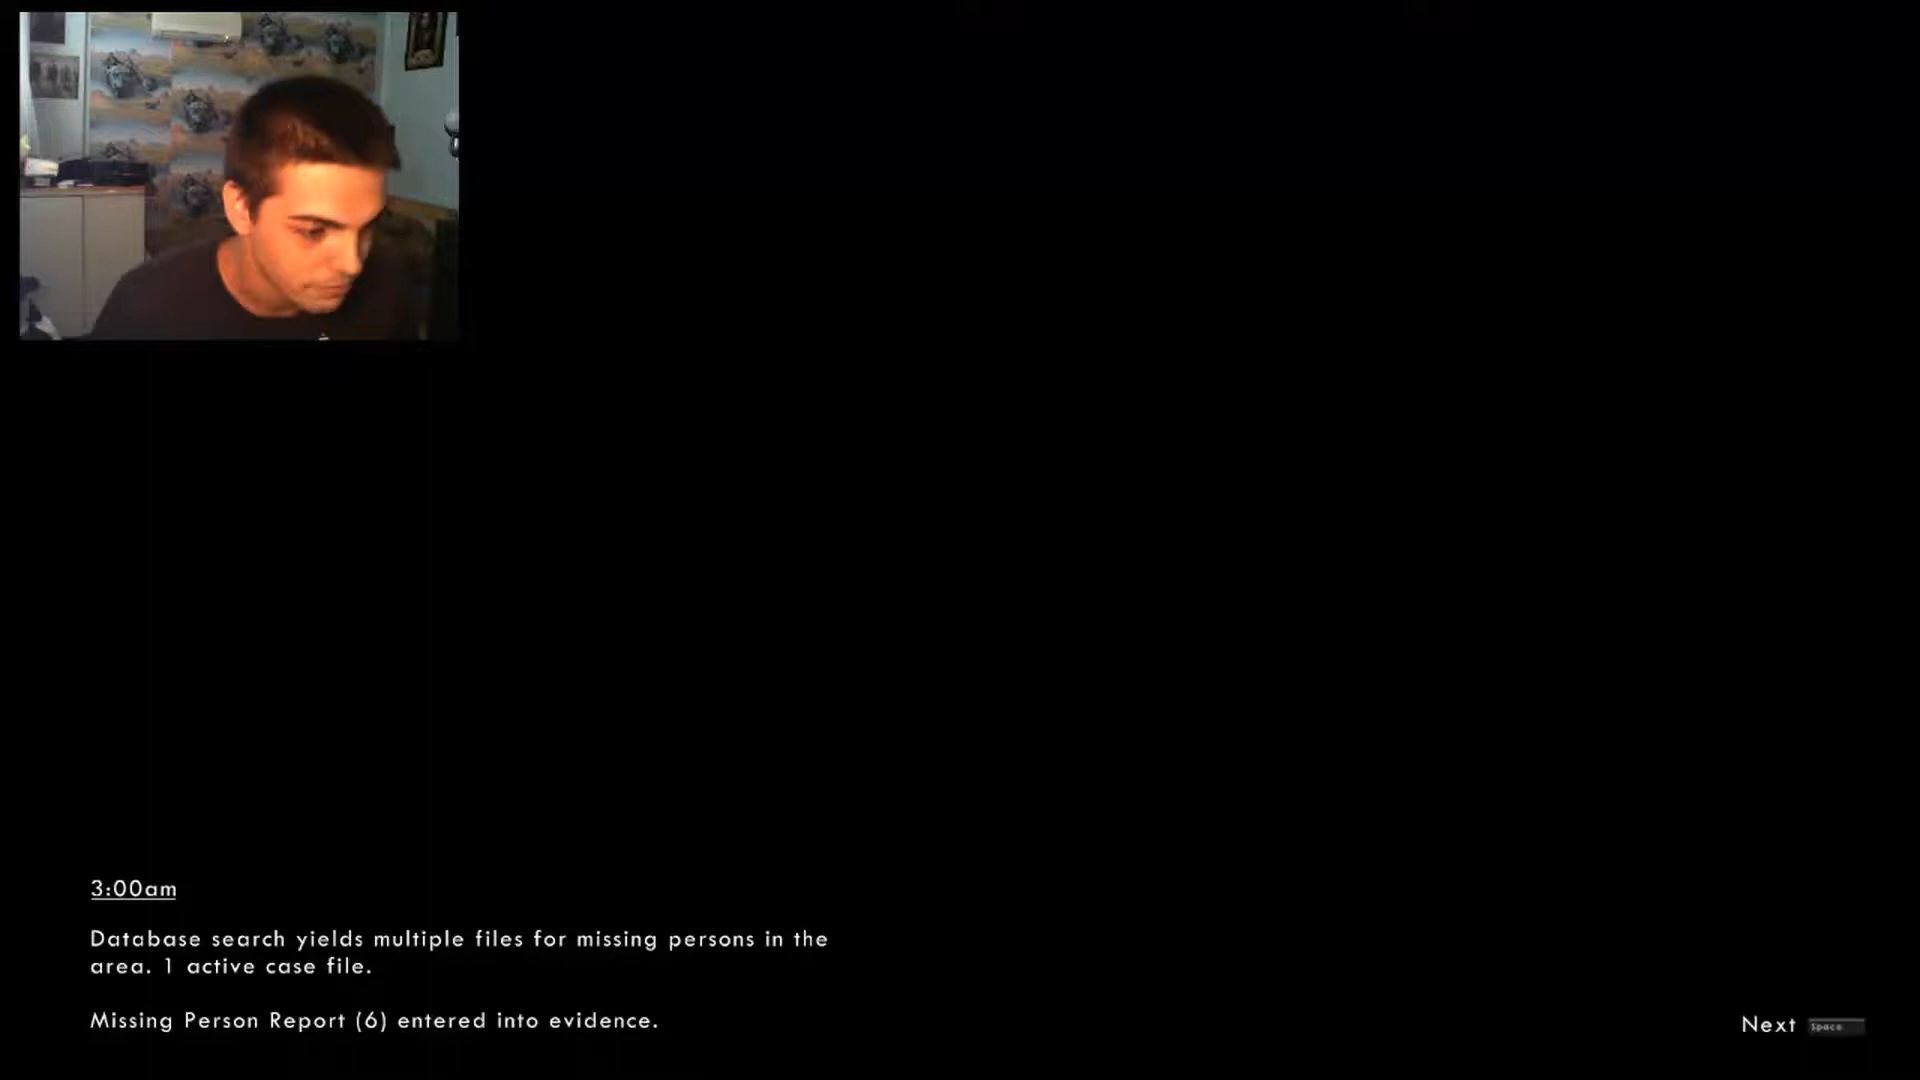 3:00am
Database search yields multiple files for missing persons in the
area. 1 active case file.
Missing Person Report (6) entered into evidence.
Next Space